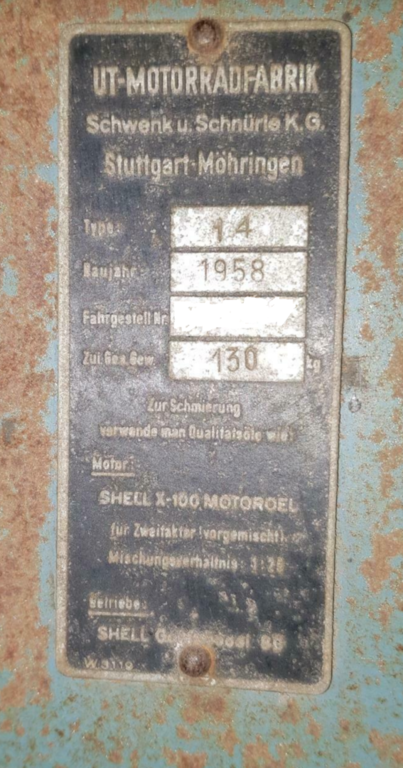 UT-MOTORRADFABRIK
Schwenk u. Schnürle K.G.
Stuttgart-Möhringen
Type: 14
Baujahr: 1958
Fahrgestell Nr.
Zul. Ges. Gew. 130 kg
Zur Schmierung
verwende man Qualitätsöle wie:
Motor:
SHELL X-100 MOTOROEL
für Zweitakter (vorgemischt).
Mischungsverhältnis: 1:25
Getriebe:
SHELL
W.3110